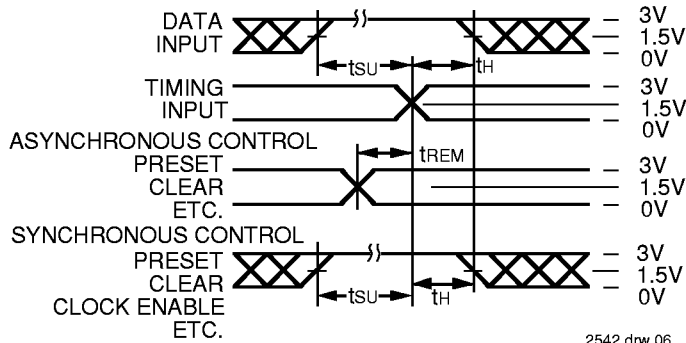 DATA
INPUT
3V
1.5V
0V
tSU
tH
TIMING
INPUT
3V
1.5V
0V
ASYNCHRONOUS CONTROL
PRESET
CLEAR
ETC.
tREM
3V
1.5V
0V
SYNCHRONOUS CONTROL
PRESET
CLEAR
CLOCK ENABLE
ETC.
tSU
tH
3V
1.5V
0V
2542 drw 06